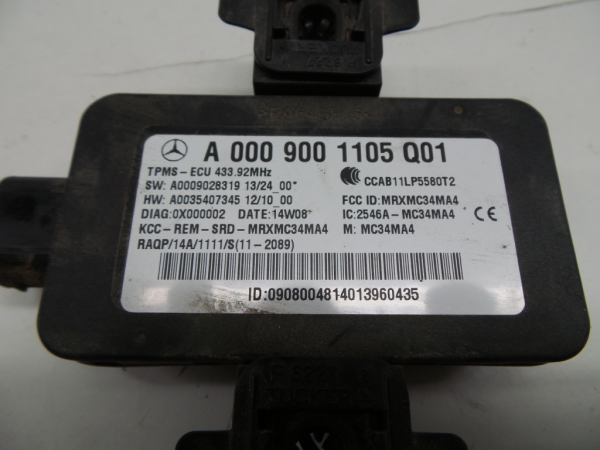 A 000 900 1105 Q01
TPMS-ECU 433.92MHz
CCAB11LP5580T2
SW: A0009028319 13/24_00*
FCC ID: MRXMC34MA4
HW: A0035407345 12/10_00
IC: 2546A-MC34MA4
CE
DIAG: 0X000002 DATE: 14W08*
KCC-REM-SRD-MRXMC34MA4
M: MC34MA4
RAQP/14A/1111/S(11-2089)
ID:0908004814013960435